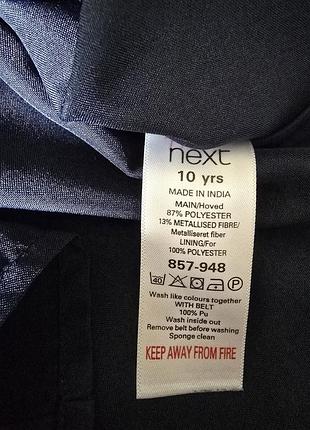 next
10 yrs
MADE IN INDIA
MAIN/Hoved
87% POLYESTER
13% METALLISED FIBRE/
Metalliseret fiber
LINING/For
100% POLYESTER
857-948
40
Wash like colours together
WITH BELT
100% Pu
Wash inside out
Remove belt before washing
Sponge clean
KEEP AWAY FROM FIRE